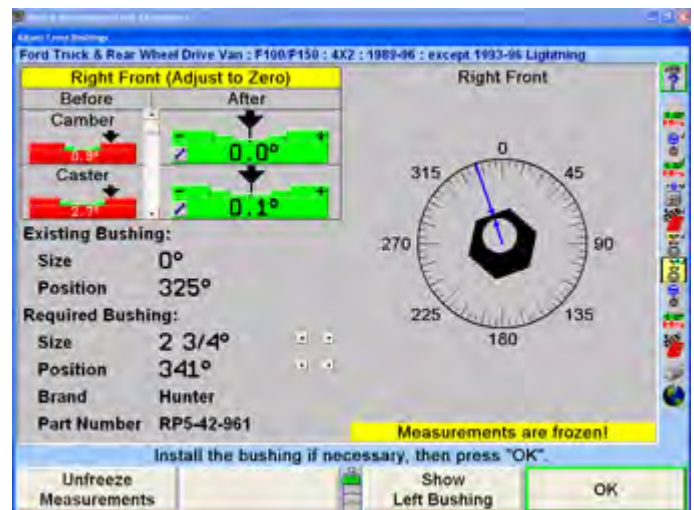 Adjust Front Bushings
Ford Truck & Rear Wheel Drive Van : F100/F150 : 4X2 : 1989-96 : except 1993-96 Lightning
Right Front (Adjust to Zero)
Before After
Camber
0.9° 0.0°
Caster
2.7° 0.1°
Existing Bushing:
Size 0°
Position 325°
Required Bushing:
Size 2 3/4°
Position 341°
Brand Hunter
Part Number RP5-42-961
Right Front
0
45
90
135
180
225
270
315
Measurements are frozen!
Install the bushing if necessary, then press "OK".
Unfreeze
Measurements
Show
Left Bushing
OK